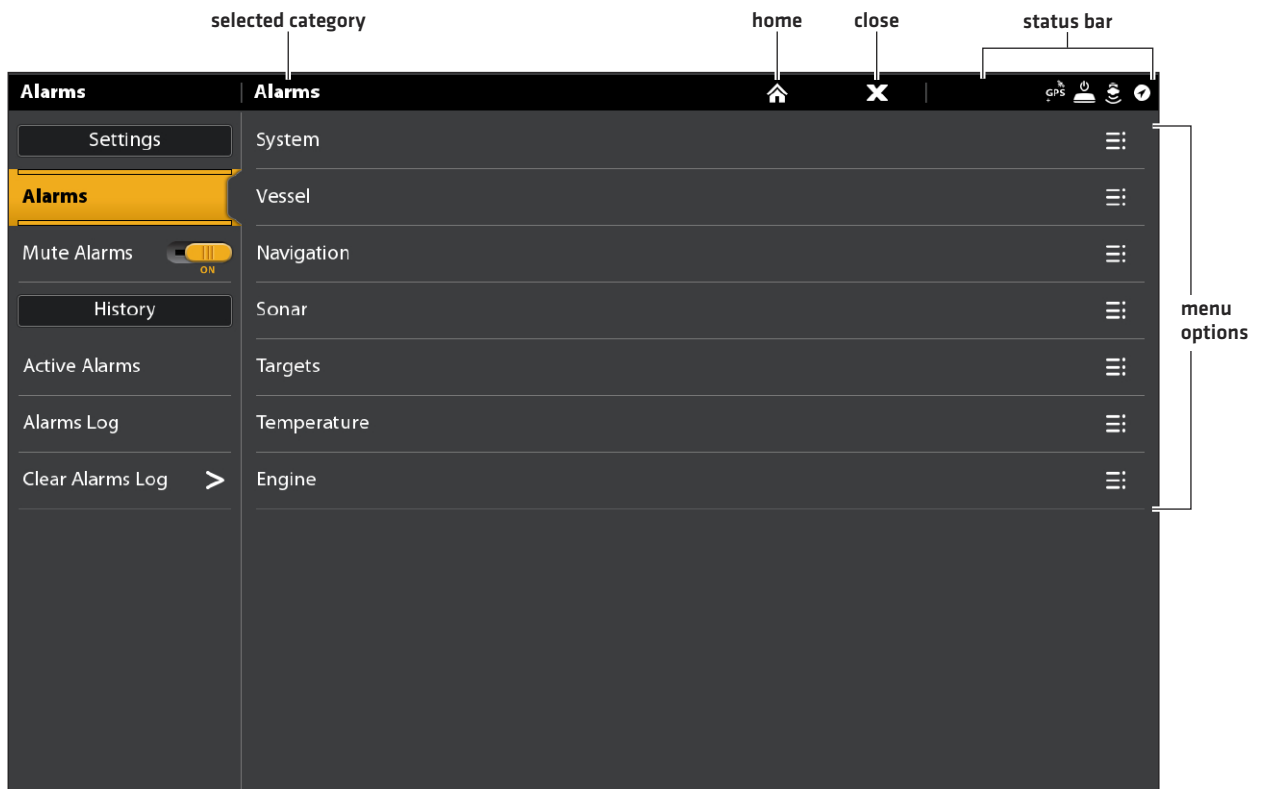 selected category
home
close
status bar
Alarms
Alarms
GPS
Settings
System
Alarms
Vessel
Mute Alarms
ON
Navigation
History
Sonar
menu
options
Active Alarms
Targets
Alarms Log
Temperature
Clear Alarms Log
Engine